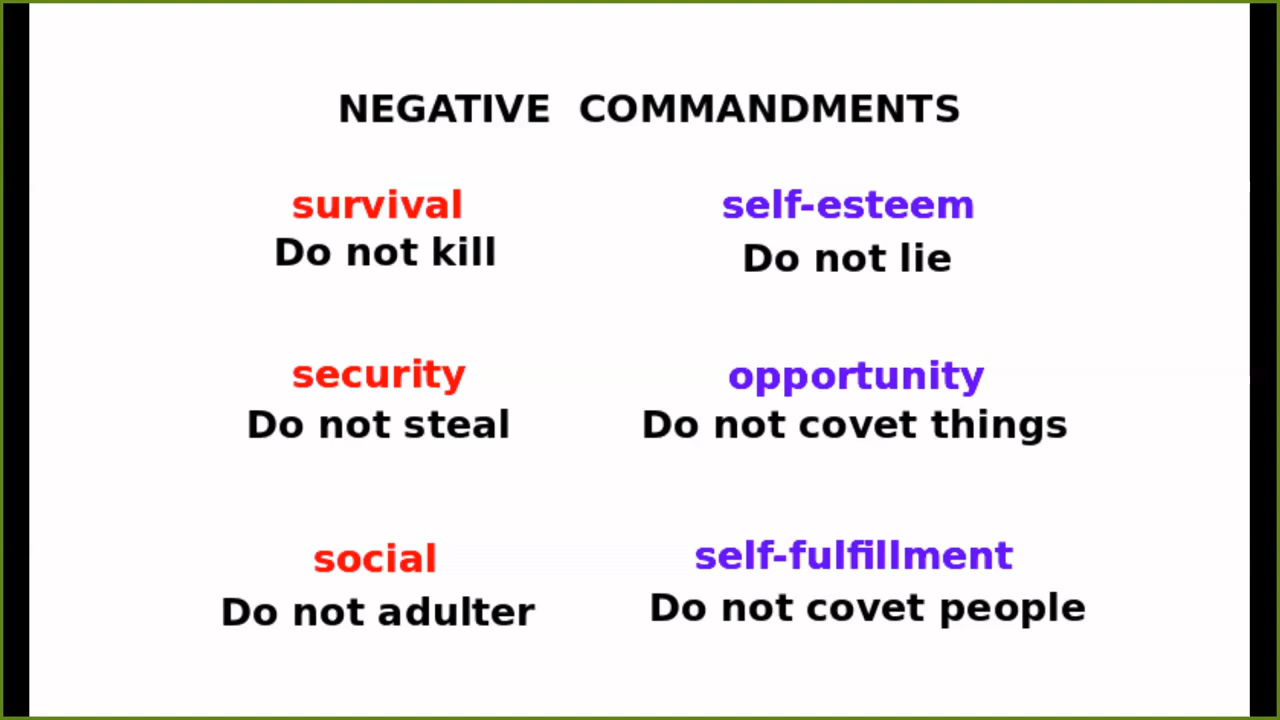 NEGATIVE COMMANDMENTS
survival
Do not kill
self-esteem
Do not lie
security
Do not steal
opportunity
Do not covet things
social
Do not adulter
self-fulfillment
Do not covet people